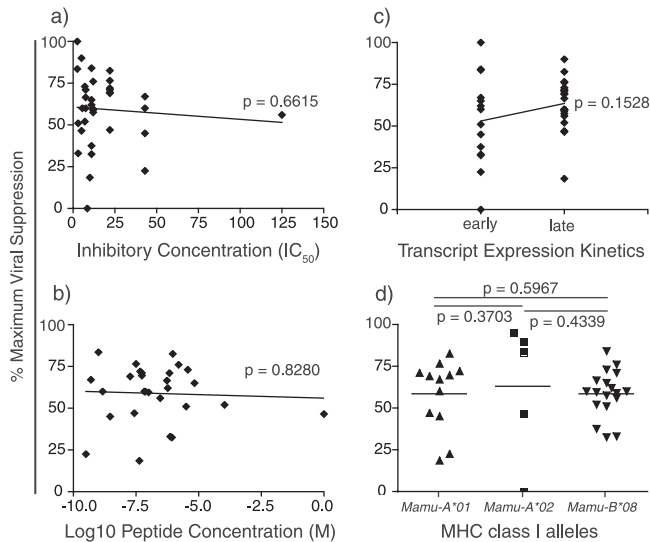 a)
100
75
50
25
0
p = 0.6615
0 25 50 75 100 125 150
Inhibitory Concentration (IC50)
c)
100
75
50
25
0
p = 0.1528
early late
Transcript Expression Kinetics
% Maximum Viral Suppression
b)
100
75
50
25
0
p = 0.8280
-10.0 -7.5 -5.0 -2.5 0.0
Log10 Peptide Concentration (M)
d)
p = 0.5967
p = 0.3703
p = 0.4339
100
75
50
25
0
Mamu-A*01 Mamu-A*02 Mamu-B*08
MHC class I alleles